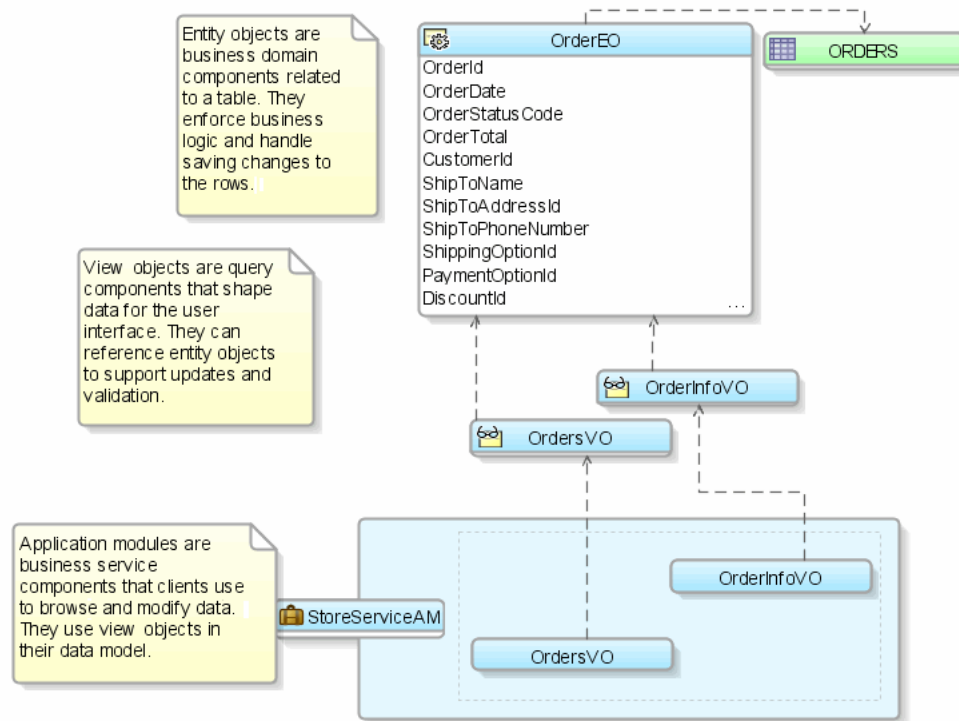 Entity objects are
business domain
components related
to a table. They
enforce business
logic and handle
saving changes to
the rows.
OrderEO
OrderId
OrderDate
OrderStatusCode
OrderTotal
CustomerId
ShipToName
ShipToAddressId
ShipToPhoneNumber
ShippingOptionId
PaymentOptionId
DiscountId
...
ORDERS
View objects are query
components that shape
data for the user
interface. They can
reference entity objects
to support updates and
validation.
OrderInfoVO
OrdersVO
Application modules are
business service
components that clients use
to browse and modify data.
They use view objects in
their data model.
StoreServiceAM
OrderInfoVO
OrdersVO